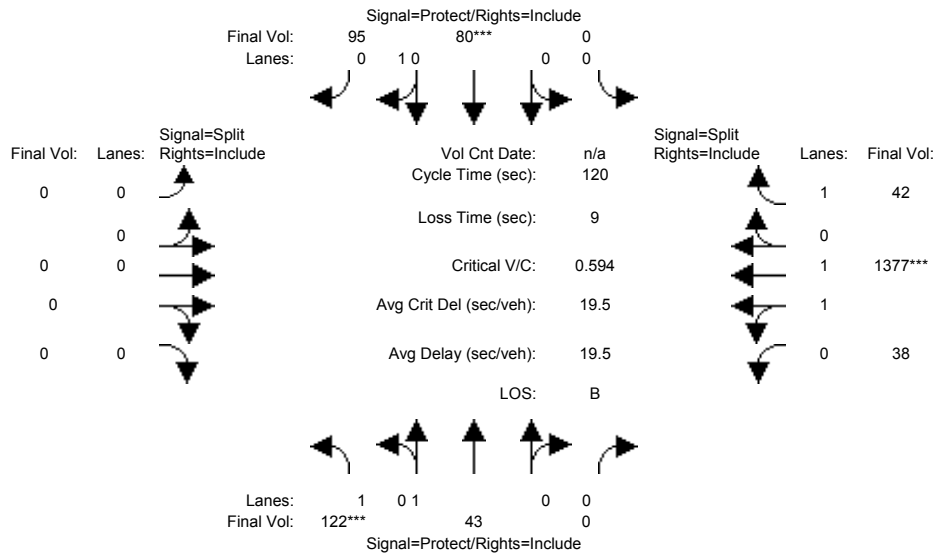 Signal=Protect/Rights=Include
Final Vol: 95 80*** 0
Lanes: 0 1 0 0 0
Signal=Split
Final Vol: Lanes: Rights=Include
Vol Cnt Date: n/a
Signal=Split
Rights=Include Lanes: Final Vol:
Cycle Time (sec): 120
0 0
1 42
Loss Time (sec): 9
0
0
0 0
Critical V/C: 0.594
1 1377***
0
Avg Crit Del (sec/veh): 19.5
1
0 0
Avg Delay (sec/veh): 19.5
0 38
LOS: B
Lanes: 1 0 1 0 0
Final Vol: 122*** 43 0
Signal=Protect/Rights=Include